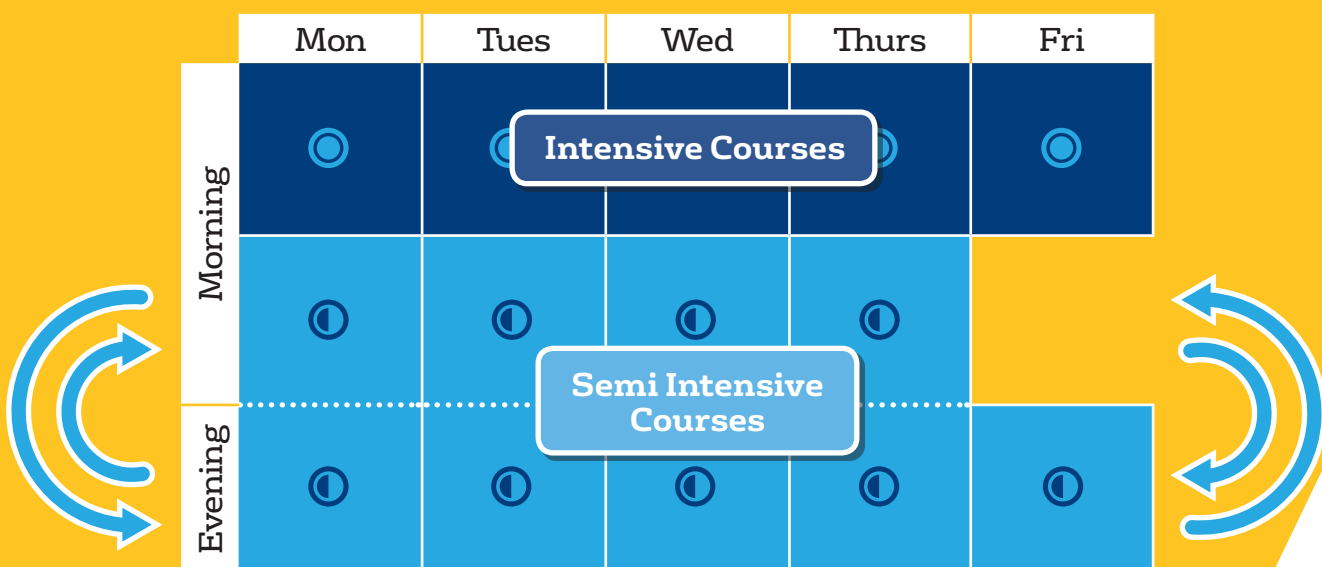 Mon Tues Wed Thurs Fri
Morning
Intensive Courses
Semi Intensive
Courses
Evening